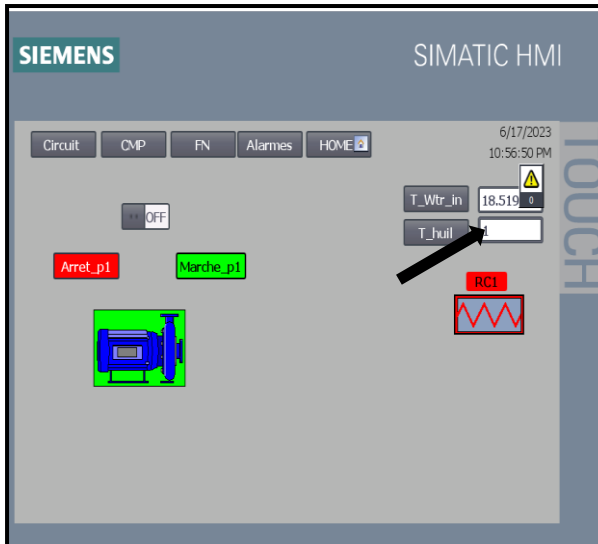 SIEMENS
SIMATIC HMI
TOUCH
6/17/2023
10:56:50 PM
Circuit CMP FN Alarmes HOME
T_Wtr_in 18.519
0
OFF
T_huil
Arret_p1 Marche_p1
RC1